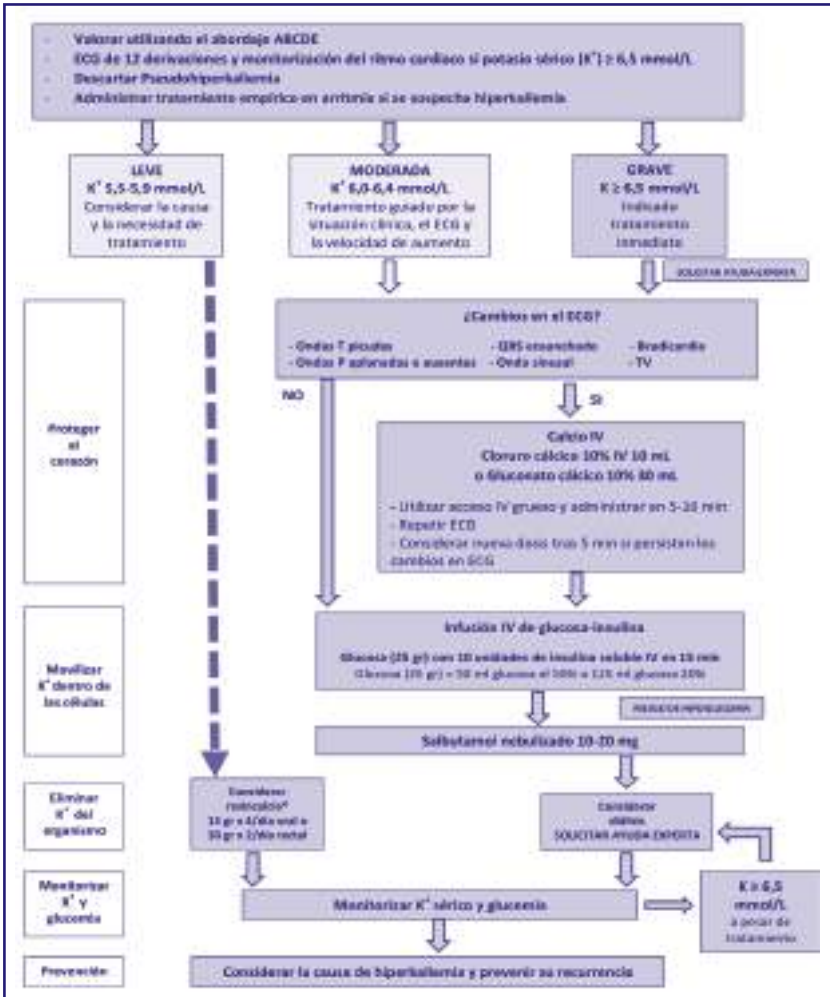 - Valorar utilizando el abordaje ABCDE
- ECG de 12 derivaciones y monitorización del ritmo cardíaco si potasio sérico (K⁺) ≥ 6,5 mmol/L
- Descartar Pseudohiperkaliemia
- Administrar tratamiento empírico en arritmia si se sospecha hiperkaliemia
LEVE
K⁺ 5,5-5,9 mmol/L
Considerar la causa
y la necesidad de
tratamiento
MODERADA
K⁺ 6,0-6,4 mmol/L
Tratamiento guiado por la
situación clínica, el ECG y
la velocidad de aumento
GRAVE
K ≥ 6,5 mmol/L
Indicado
tratamiento
inmediato
SOLICITAR AYUDA EXPERTA
¿Cambios en el ECG?
- Ondas T picudas - QRS ensanchado - Bradicardia
- Ondas P aplanadas o ausentes - Onda sinusal - TV
NO
SI
Proteger
el
corazón
Calcio IV
Cloruro cálcico 10% IV 10 mL
o Gluconato cálcico 10% 30 mL
- Utilizar acceso IV grueso y administrar en 5-10 min
- Repetir ECG
- Considerar nueva dosis tras 5 min si persisten los
cambios en ECG
Movilizar
K⁺ dentro de
las células
Infusión IV de glucosa-insulina
Glucosa (25 gr) con 10 unidades de insulina soluble IV en 15 min
Glucosa (25 gr) = 50 ml glucosa al 50% o 125 ml glucosa 20%
RIESGO DE HIPOGLUCEMIA
Salbutamol nebulizado 10-20 mg
Eliminar
K⁺ del
organismo
Considerar
resincalcio®
15 gr x 4/día oral o
30 gr x 2/día rectal
Considerar
diálisis
SOLICITAR AYUDA EXPERTA
Monitorizar
K⁺ y
glucemia
Monitorizar K⁺ sérico y glucemia
K ≥ 6,5
mmol/L
a pesar de
tratamiento
Prevención
Considerar la causa de hiperkaliemia y prevenir su recurrencia